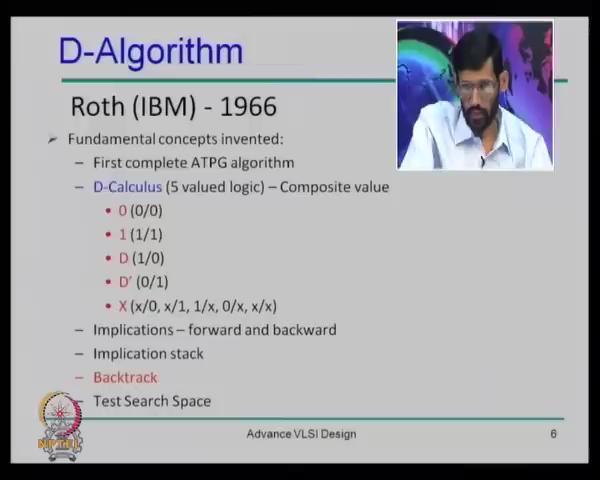 D-Algorithm
Roth (IBM) - 1966
Fundamental concepts invented:
– First complete ATPG algorithm
– D-Calculus (5 valued logic) – Composite value
• 0 (0/0)
• 1 (1/1)
• D (1/0)
• D' (0/1)
• X (x/0, x/1, 1/x, 0/x, x/x)
– Implications – forward and backward
– Implication stack
– Backtrack
– Test Search Space
NPTEL
Advance VLSI Design
6